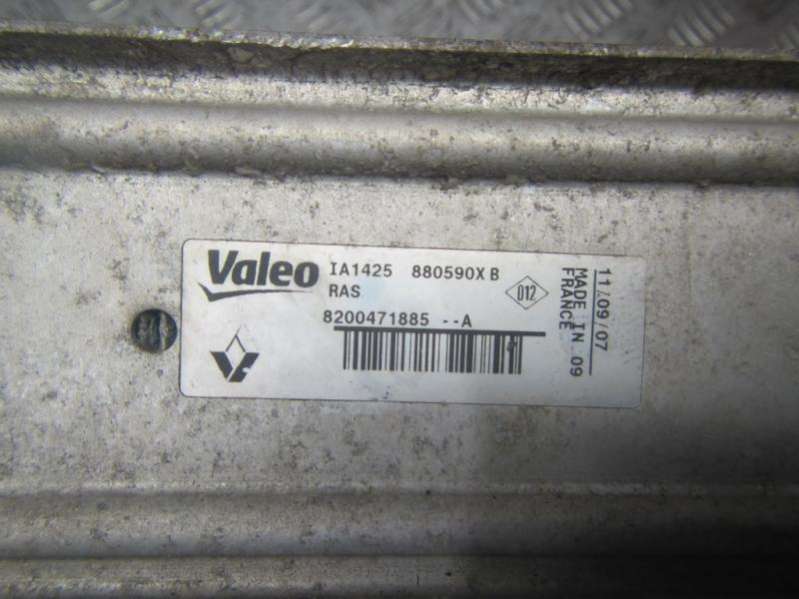 Valeo
IA1425 880590X B
RAS
8200471885 --A
012
11/09/07
MADE IN 09
FRANCE